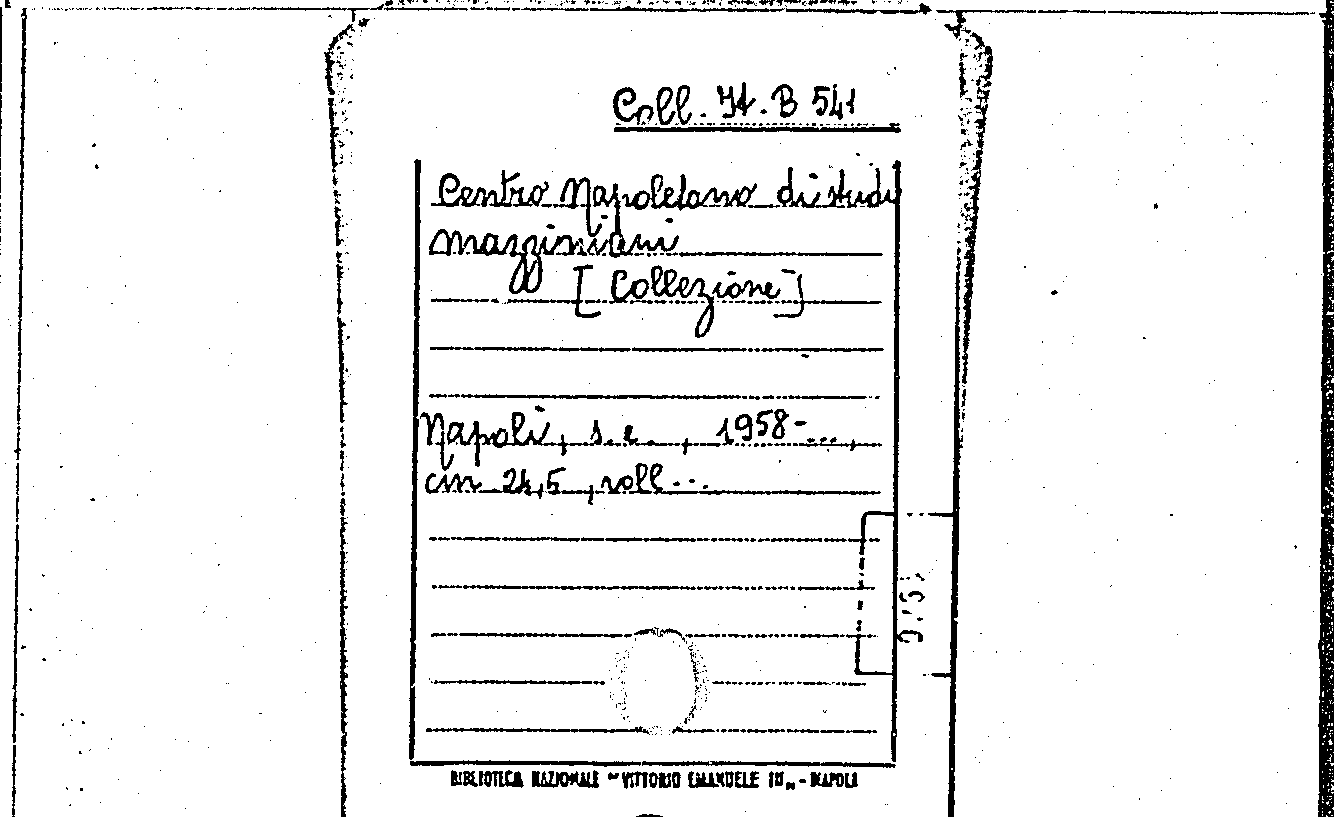 Coll. It. B 541
Centro Napoletano di studi
mazziniani
[Collezione]
Napoli, s.e., 1958-...,
cm 24,5, voll...
BIBLIOTECA NAZIONALE "VITTORIO EMANUELE III" - NAPOLI